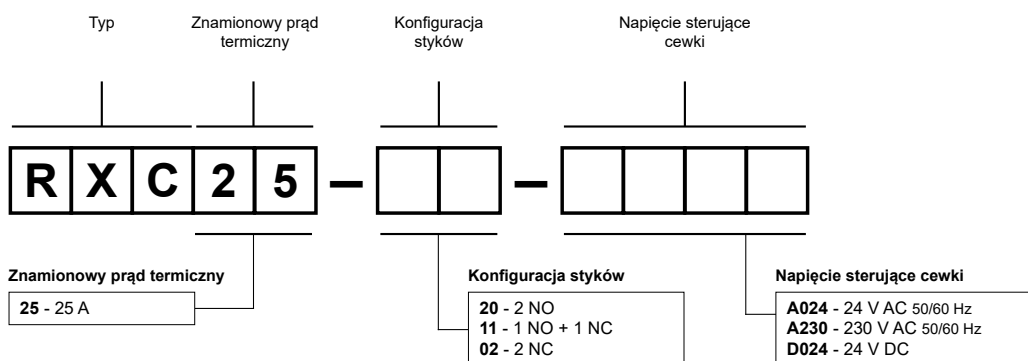 Typ
Znamionowy prąd
termiczny
Konfiguracja
styków
Napięcie sterujące
cewki
R X C 2 5 – –
Znamionowy prąd termiczny
25 - 25 A
Konfiguracja styków
20 - 2 NO
11 - 1 NO + 1 NC
02 - 2 NC
Napięcie sterujące cewki
A024 - 24 V AC 50/60 Hz
A230 - 230 V AC 50/60 Hz
D024 - 24 V DC